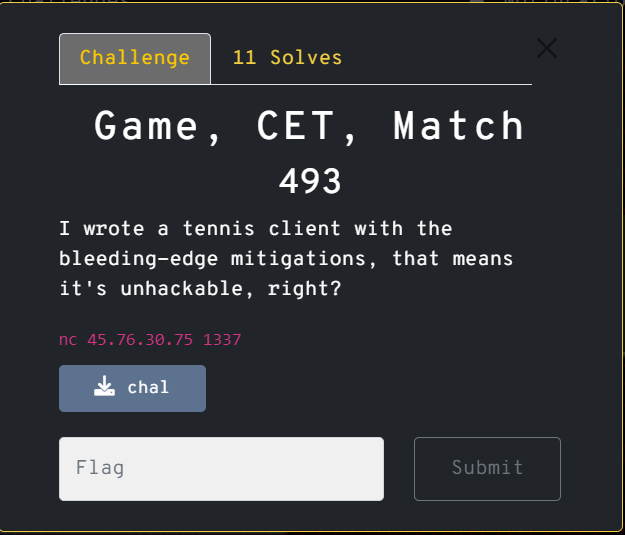 Challenge
11 Solves
Game, CET, Match
493
I wrote a tennis client with the
bleeding-edge mitigations, that means
it's unhackable, right?
nc 45.76.30.75 1337
chal
Flag
Submit